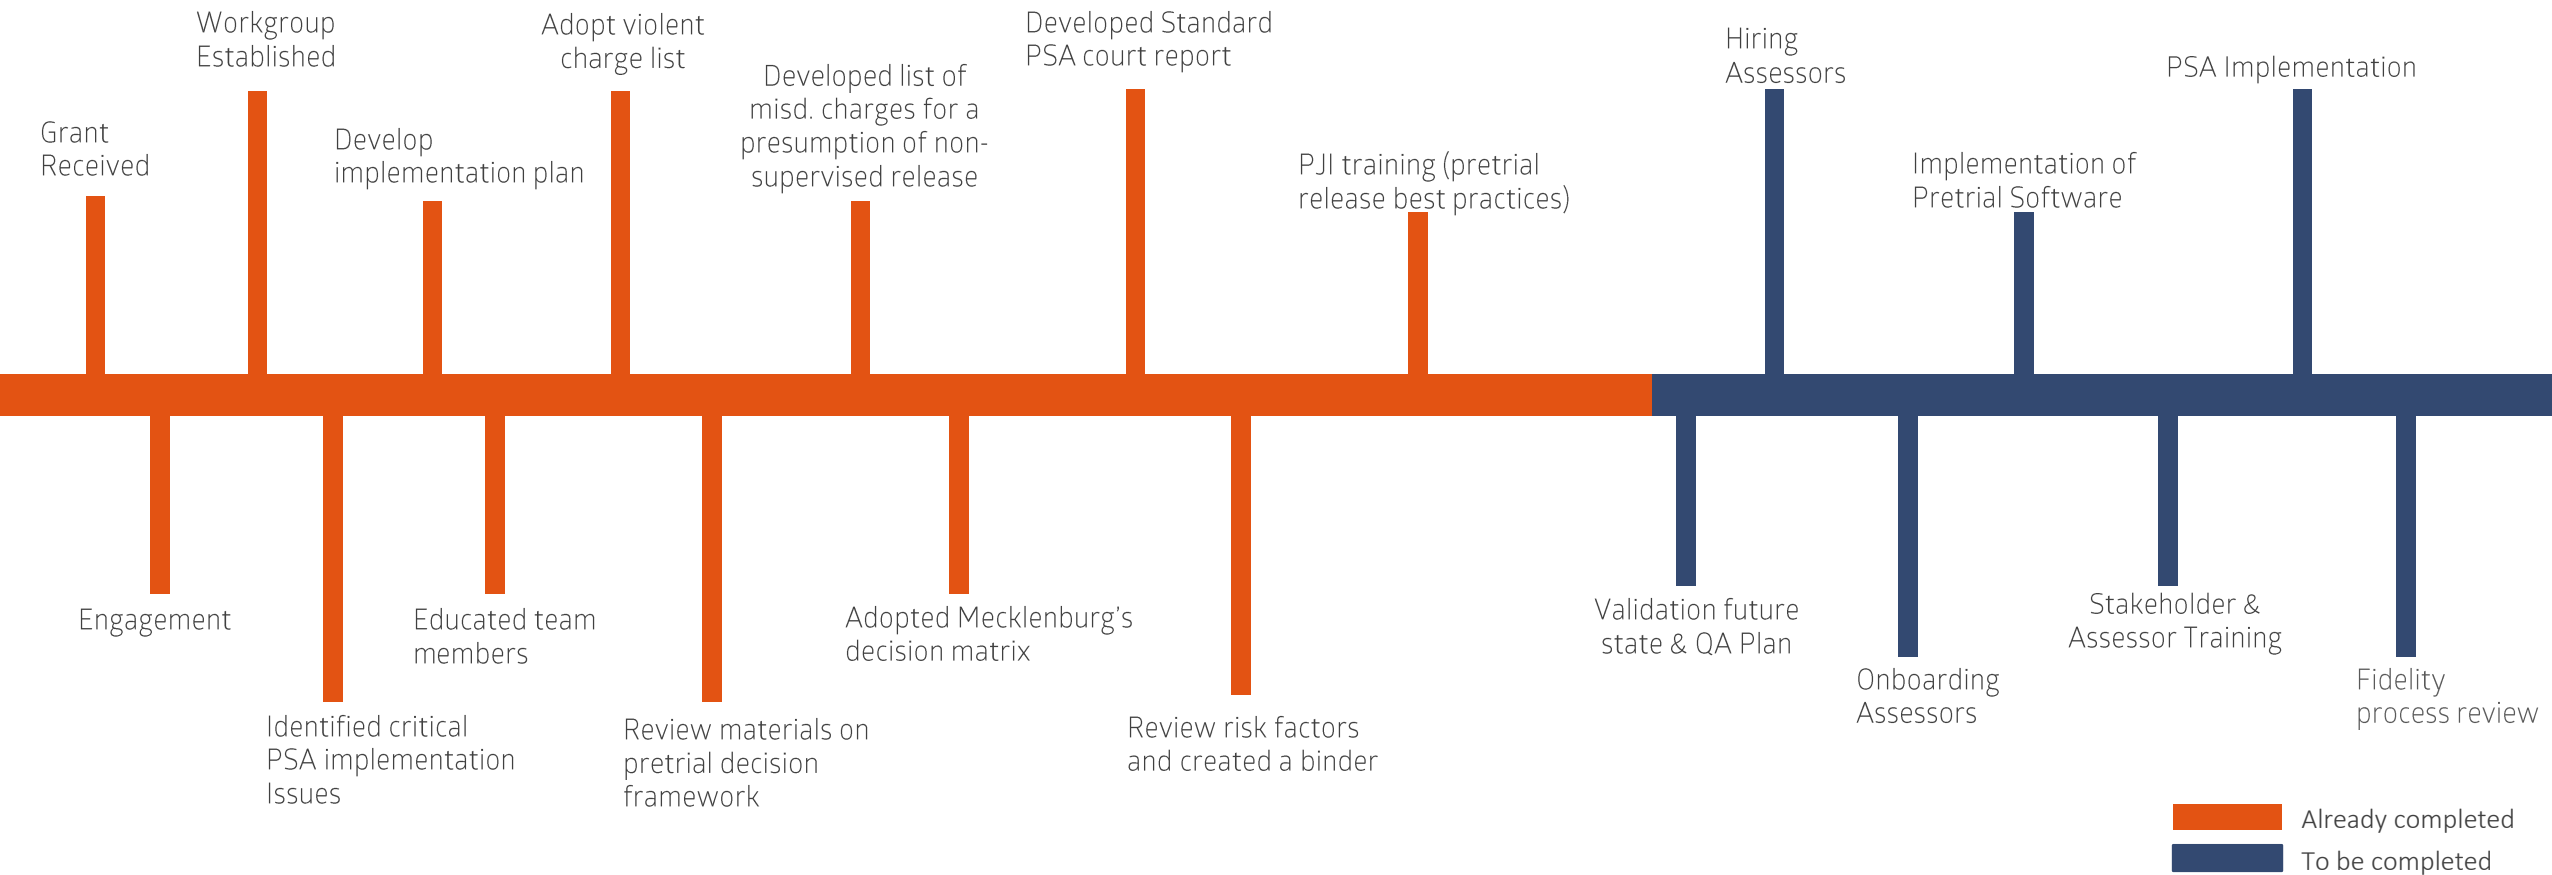 Grant
Received
Workgroup
Established
Develop
implementation plan
Adopt violent
charge list
Developed list of
misd. charges for a
presumption of non-
supervised release
Developed Standard
PSA court report
PJI training (pretrial
release best practices)
Hiring
Assessors
Implementation of
Pretrial Software
PSA Implementation
Engagement
Identified critical
PSA implementation
Issues
Educated team
members
Review materials on
pretrial decision
framework
Adopted Mecklenburg’s
decision matrix
Review risk factors
and created a binder
Validation future
state & QA Plan
Onboarding
Assessors
Stakeholder &
Assessor Training
Fidelity
process review
Already completed
To be completed